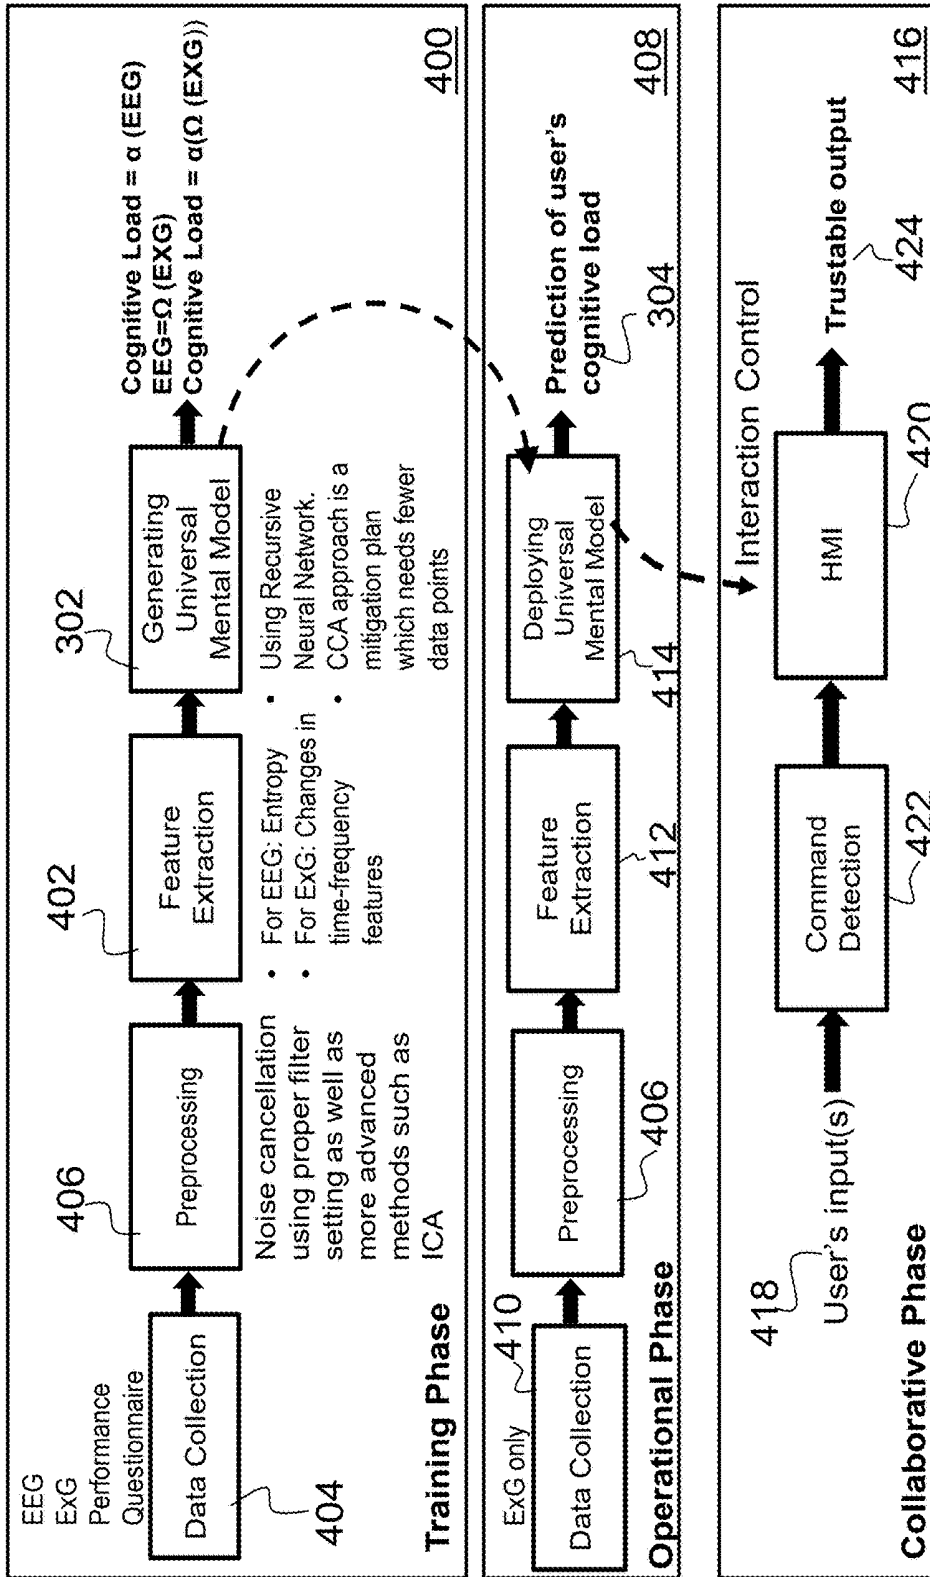 EEG
ExG
Performance
Questionnaire
Data Collection
404
406
Preprocessing
Noise cancellation
using proper filter
setting as well as
more advanced
methods such as
ICA
402
Feature
Extraction
• For EEG: Entropy
• For ExG: Changes in
time-frequency
features
302
Generating
Universal
Mental Model
• Using Recursive
Neural Network.
• CCA approach is a
mitigation plan
which needs fewer
data points
Cognitive Load = α (EEG)
EEG=Ω (EXG)
Cognitive Load = α(Ω (EXG))
Training Phase
400
ExG only
410
Data Collection
Preprocessing
406
Feature
Extraction
412
Deploying
Universal
Mental Model
414
Prediction of user's
cognitive load
304
Operational Phase
408
418
User's input(s)
Command
Detection
422
Interaction Control
HMI
420
Trustable output
424
Collaborative Phase
416